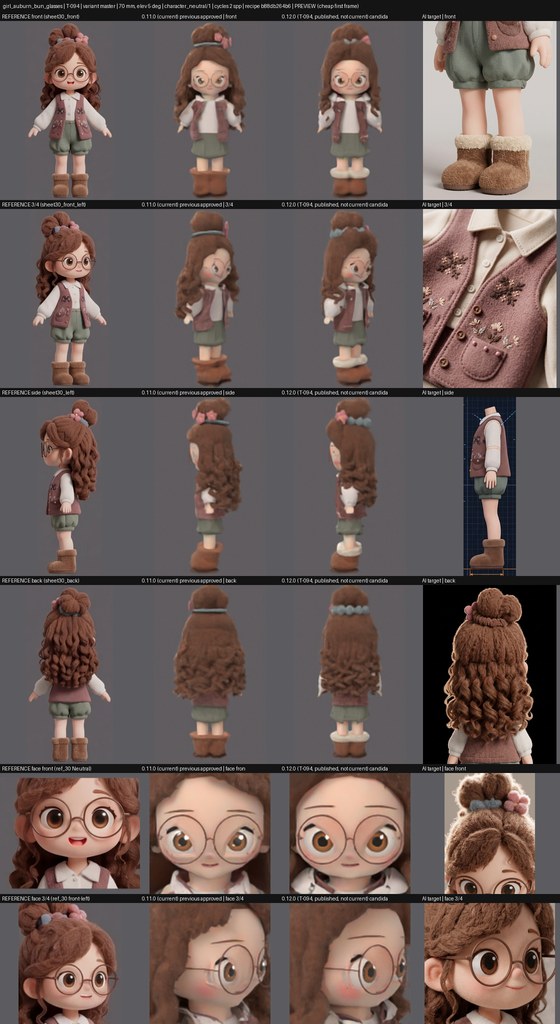 girl_auburn_bun_glasses | T-094 | variant master | 70 mm, elev 5 deg | character_neutral/1 | cycles 2 spp | recipe bf8db264b6 | PREVIEW (cheap first frame)
REFERENCE (sheet30_front) 0.11.0 (current) previous approved | front 0.12.0 (T-094, published, not current) candida AI target | front
REFERENCE 3/4 (sheet30_front_left) 0.11.0 (current) previous approved | 3/4 0.12.0 (T-094, published, not current) candida AI target | 3/4
REFERENCE side (sheet30_left) 0.11.0 (current) previous approved | side 0.12.0 (T-094, published, not current) candida AI target | side
REFERENCE back (sheet30_back) 0.11.0 (current) previous approved | back 0.12.0 (T-094, published, not current) candida AI target | back
REFERENCE face front (ref_30 Neutral) 0.11.0 (current) previous approved | face fron 0.12.0 (T-094, published, not current) candida AI target | face front
REFERENCE face 3/4 (ref_30 front-left) 0.11.0 (current) previous approved | face 3/4 0.12.0 (T-094, published, not current) candida AI target | face 3/4